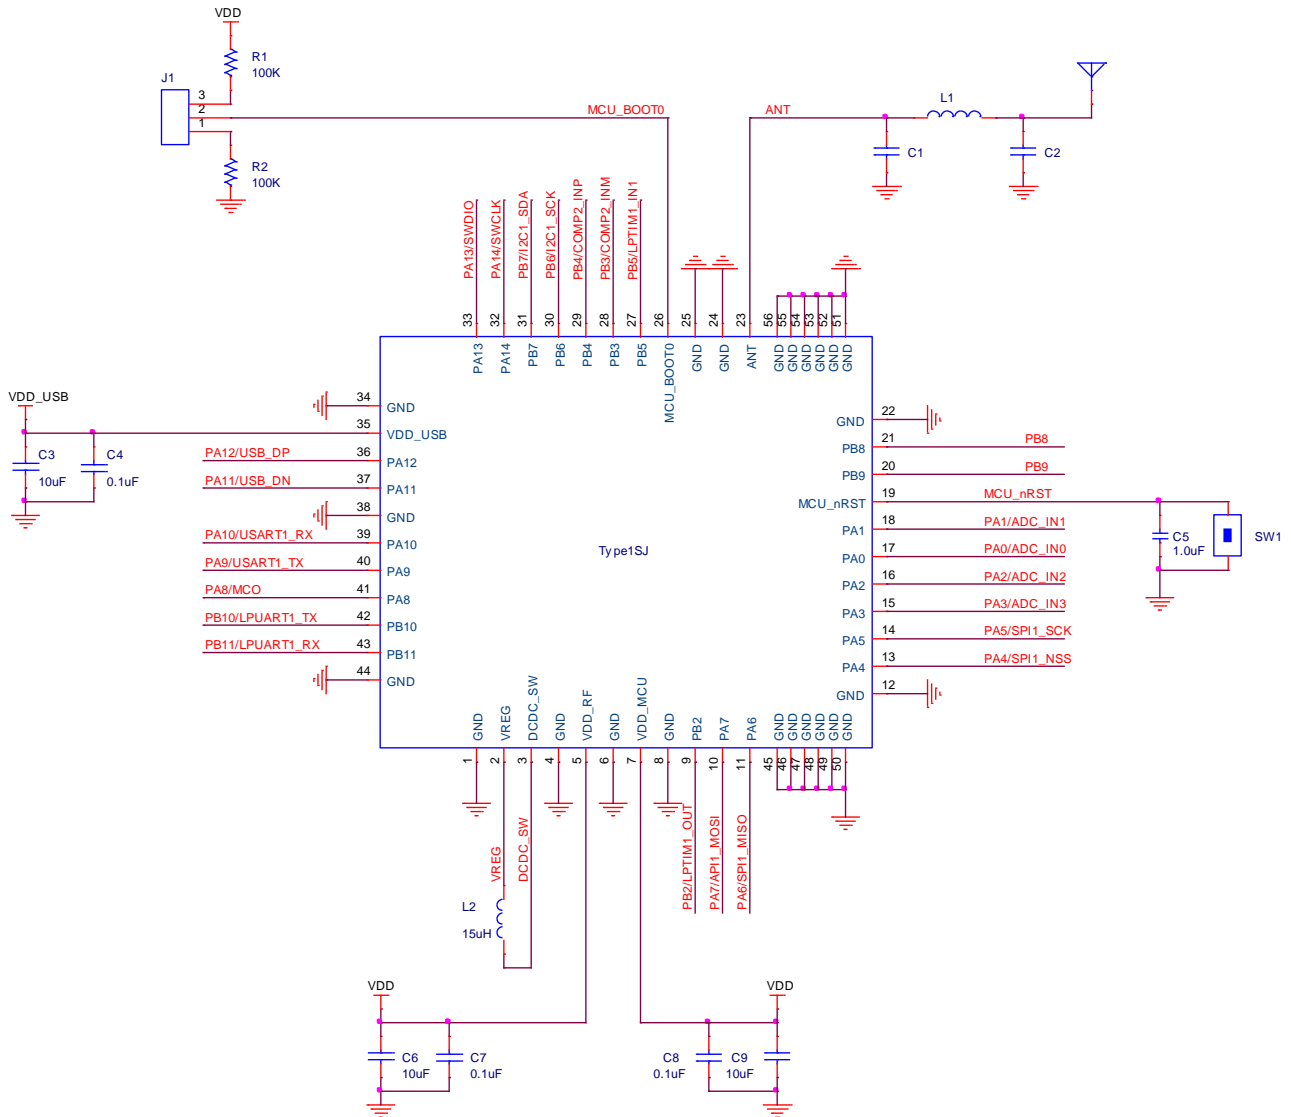 VDD
R1
100K
J1
3
2
1
MCU_BOOT0
R2
100K
ANT
L1
C1
C2
PA13/SWDIO
PA14/SWCLK
PB7/I2C1_SDA
PB6/I2C1_SCK
PB4/COMP2_INP
PB3/COMP2_INM
PB5/LPTIM1_IN1
33
32
31
30
29
28
27
26
25
24
23
56
55
54
53
52
51
PA13
PA14
PB7
PB6
PB4
PB3
PB5
MCU_BOOT0
GND
GND
ANT
GND
GND
GND
GND
GND
GND
VDD_USB
C3
10uF
C4
0.1uF
34
GND
35
VDD_USB
PA12/USB_DP
36
PA12
PA11/USB_DN
37
PA11
38
GND
PA10/USART1_RX
39
PA10
PA9/USART1_TX
40
PA9
PA8/MCO
41
PA8
PB10/LPUART1_TX
42
PB10
PB11/LPUART1_RX
43
PB11
44
GND
Type1SJ
GND
22
PB8
21
PB8
PB9
20
PB9
MCU_nRST
19
MCU_nRST
PA1
18
PA1/ADC_IN1
PA0
17
PA0/ADC_IN0
PA2
16
PA2/ADC_IN2
PA3
15
PA3/ADC_IN3
PA5
14
PA5/SPI1_SCK
PA4
13
PA4/SPI1_NSS
GND
12
C5
1.0uF
SW1
GND
VREG
DCDC_SW
GND
VDD_RF
GND
VDD_MCU
GND
PB2
PA7
PA6
GND
GND
GND
GND
GND
GND
1
2
3
4
5
6
7
8
9
10
11
45
46
47
48
49
50
VREG
DCDC_SW
PB2/LPTIM1_OUT
PA7/API1_MOSI
PA6/SPI1_MISO
L2
15uH
VDD
C6
10uF
C7
0.1uF
VDD
C8
0.1uF
C9
10uF